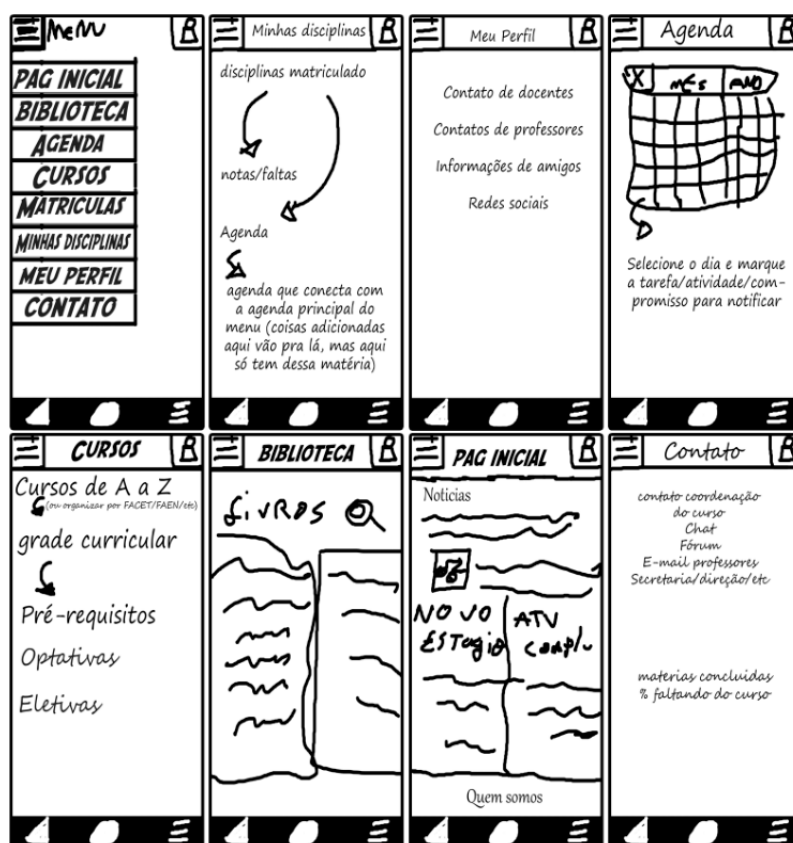 MENU
PAG INICIAL
BIBLIOTECA
AGENDA
CURSOS
MATRICULAS
MINHAS DISCIPLINAS
MEU PERFIL
CONTATO
Minhas disciplinas
disciplinas matriculado
notas/faltas
Agenda
agenda que conecta com
a agenda principal do
menu (coisas adicionadas
aqui vão pra lá, mas aqui
só tem dessa matéria)
Meu Perfil
Contato de docentes
Contatos de professores
Informações de amigos
Redes sociais
Agenda
X MÊS ANO
Selecione o dia e marque
a tarefa/atividade/com-
promisso para notificar
CURSOS
Cursos de A a Z
(ou organizar por FACET/FAEN/etc)
grade curricular
Pré-requisitos
Optativas
Eletivas
BIBLIOTECA
LIVROS
PAG INICIAL
Noticias
NOVO
ESTagio
ATV
Compl.
Quem somos
Contato
contato coordenação
do curso
Chat
Fórum
E-mail professores
Secretaria/direção/etc
materias concluidas
% faltando do curso